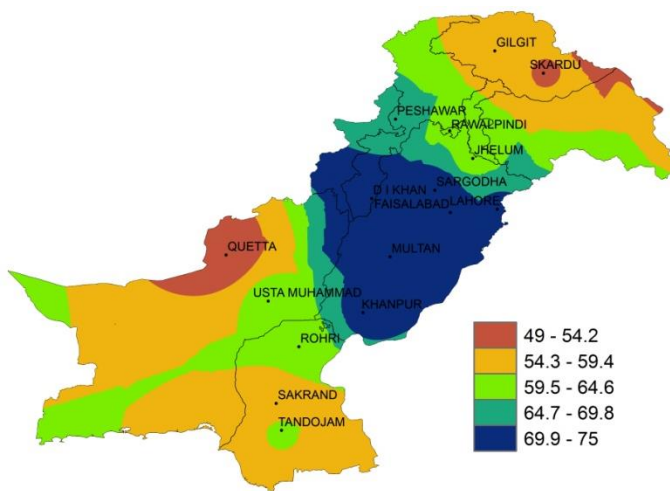 GILGIT
SKARDU
PESHAWAR
RAWALPINDI
JHELUM
SARGODHA
D I KHAN
FAISALABAD
LAHORE
QUETTA
MULTAN
USTA MUHAMMAD
KHANPUR
ROHRI
SAKRAND
TANDOJAM
49 - 54.2
54.3 - 59.4
59.5 - 64.6
64.7 - 69.8
69.9 - 75